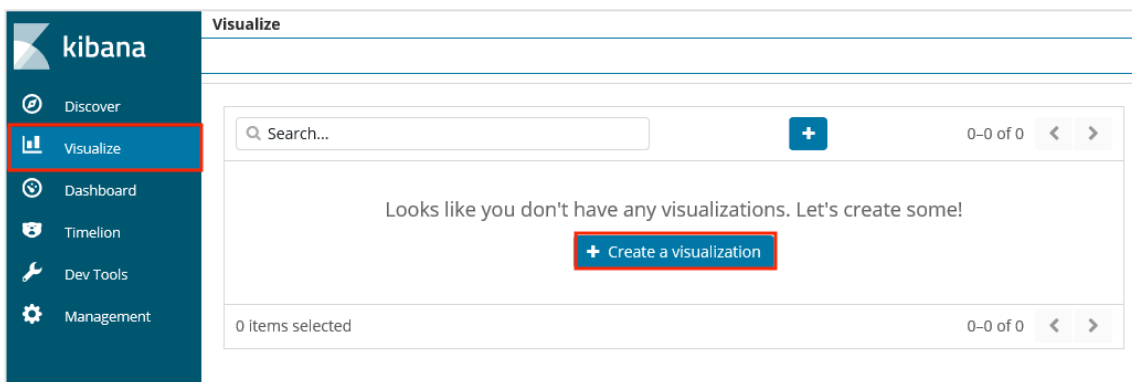 kibana
Discover
Visualize
Dashboard
Timelion
Dev Tools
Management
Visualize
Search...
0–0 of 0
Looks like you don't have any visualizations. Let's create some!
Create a visualization
0 items selected
0–0 of 0